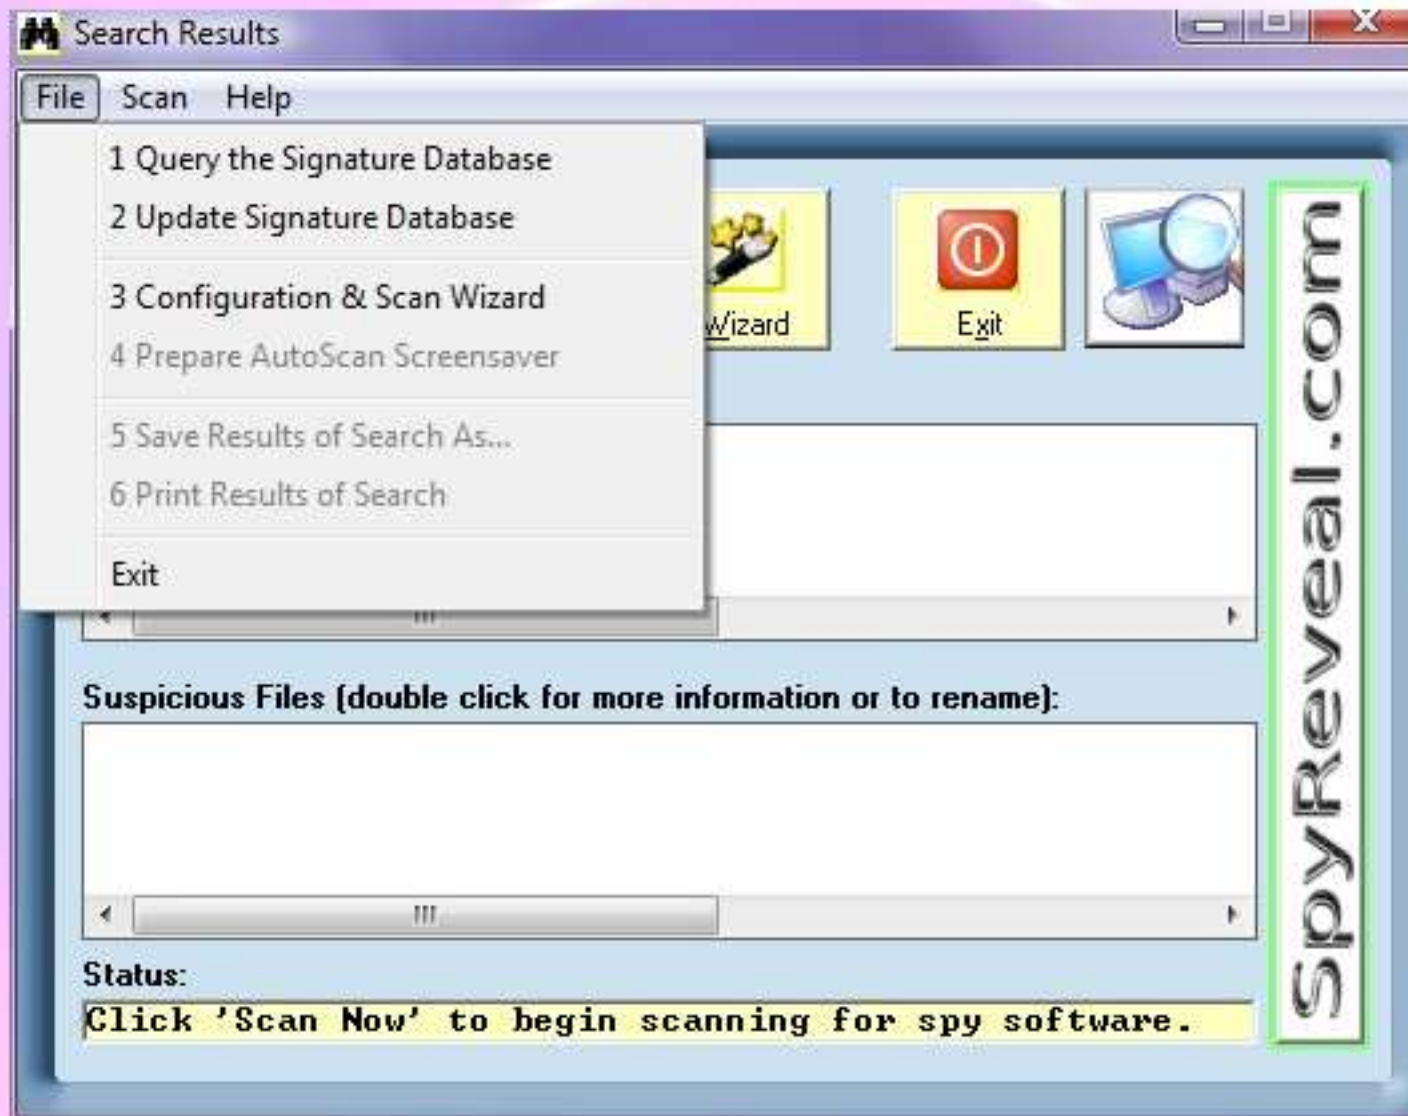 Search Results
File Scan Help
1 Query the Signature Database
2 Update Signature Database
3 Configuration & Scan Wizard
4 Prepare AutoScan Screensaver
5 Save Results of Search As...
6 Print Results of Search
Exit
Wizard
Exit
Suspicious Files (double click for more information or to rename):
Status:
Click 'Scan Now' to begin scanning for spy software.
SpyReveal.com